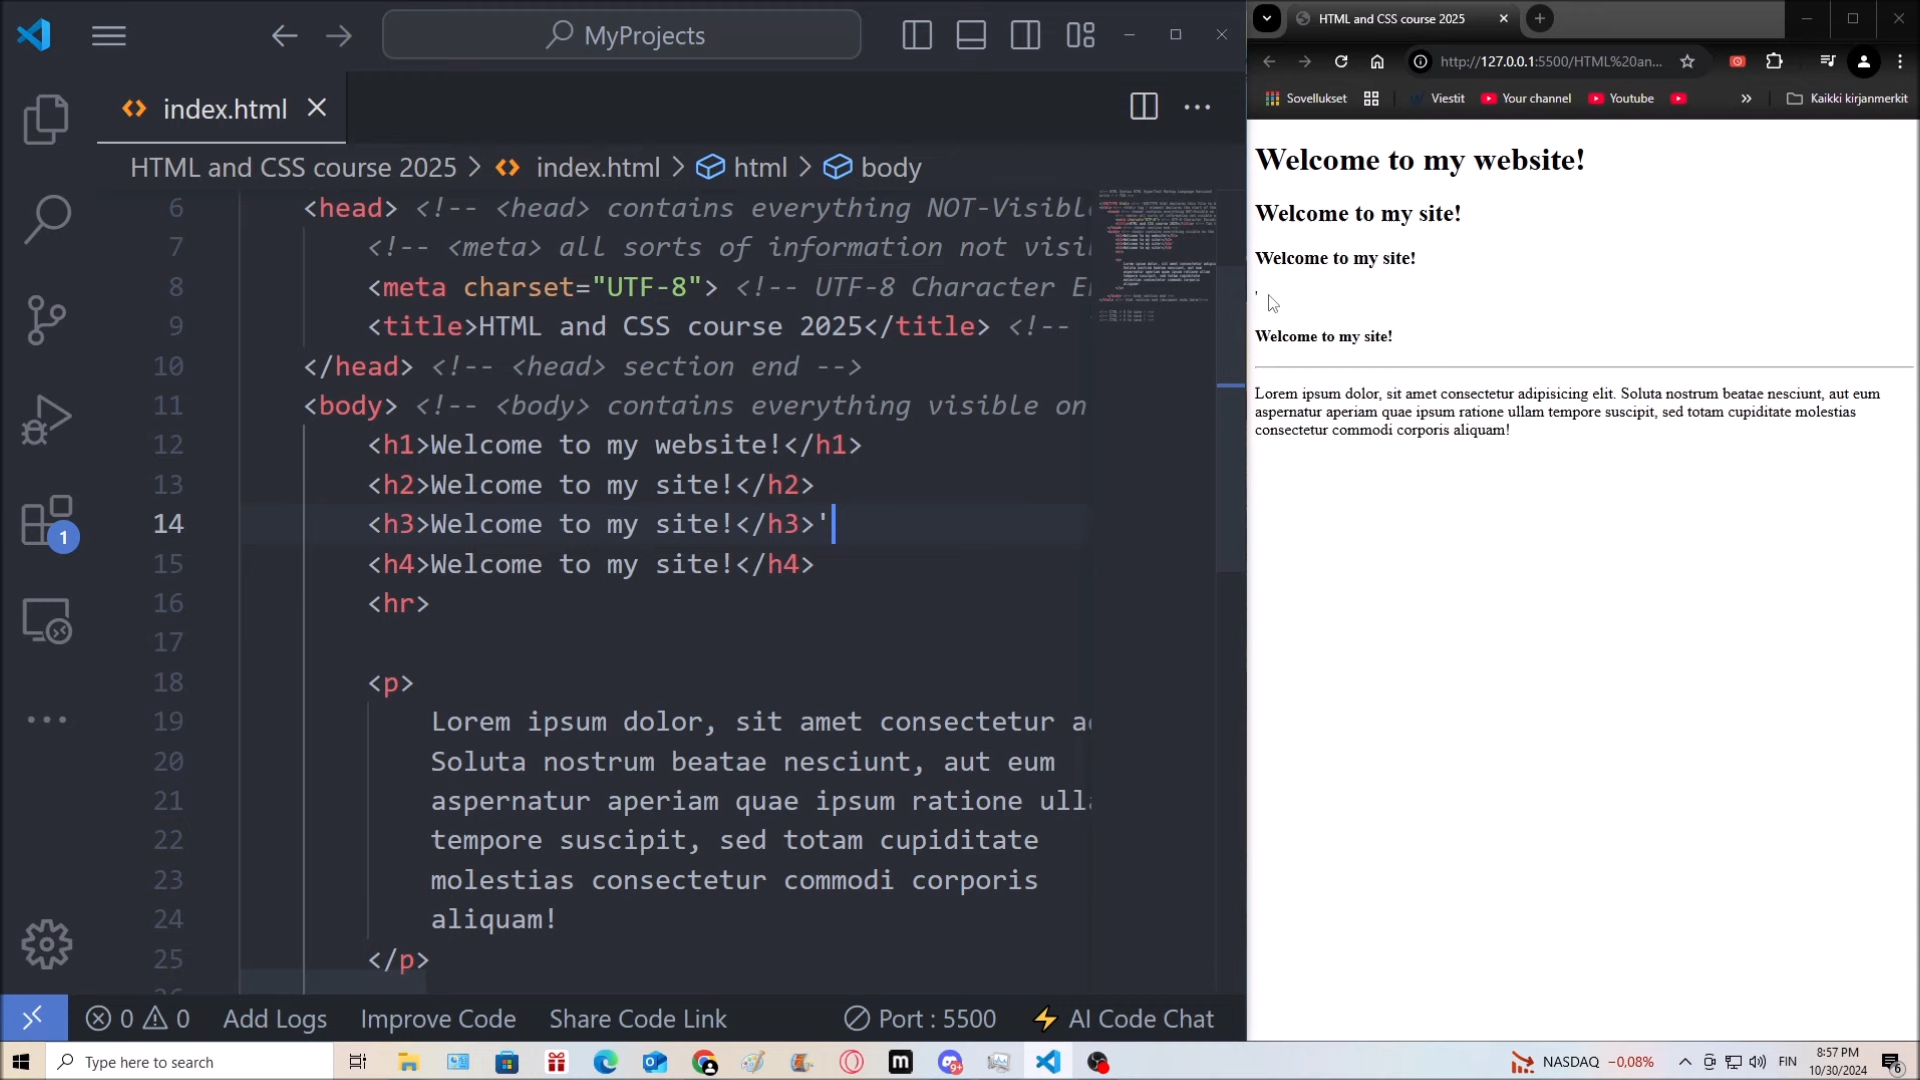 MyProjects
index.html
HTML and CSS course 2025 > index.html > html > body
6 <head> <!-- <head> contains everything NOT-Visibl
7 <!-- <meta> all sorts of information not visi
8 <meta charset="UTF-8"> <!-- UTF-8 Character E
9 <title>HTML and CSS course 2025</title> <!--
10 </head> <!-- <head> section end -->
11 <body> <!-- <body> contains everything visible on
12 <h1>Welcome to my website!</h1>
13 <h2>Welcome to my site!</h2>
14 <h3>Welcome to my site!</h3>'
15 <h4>Welcome to my site!</h4>
16 <hr>
17
18 <p>
19 Lorem ipsum dolor, sit amet consectetur a
20 Soluta nostrum beatae nesciunt, aut eum
21 aspernatur aperiam quae ipsum ratione ull
22 tempore suscipit, sed totam cupiditate
23 molestias consectetur commodi corporis
24 aliquam!
25 </p>
1
0 0 Add Logs Improve Code Share Code Link Port : 5500 AI Code Chat
HTML and CSS course 2025
http://127.0.0.1:5500/HTML%20an...
Sovellukset Viestit Your channel Youtube » Kaikki kirjanmerkit
Welcome to my website!
Welcome to my site!
Welcome to my site!
'
Welcome to my site!
Lorem ipsum dolor, sit amet consectetur adipisicing elit. Soluta nostrum beatae nesciunt, aut eum
aspernatur aperiam quae ipsum ratione ullam tempore suscipit, sed totam cupiditate molestias
consectetur commodi corporis aliquam!
Type here to search
m
9+
NASDAQ -0,08%
FIN
8:57 PM
10/30/2024
6